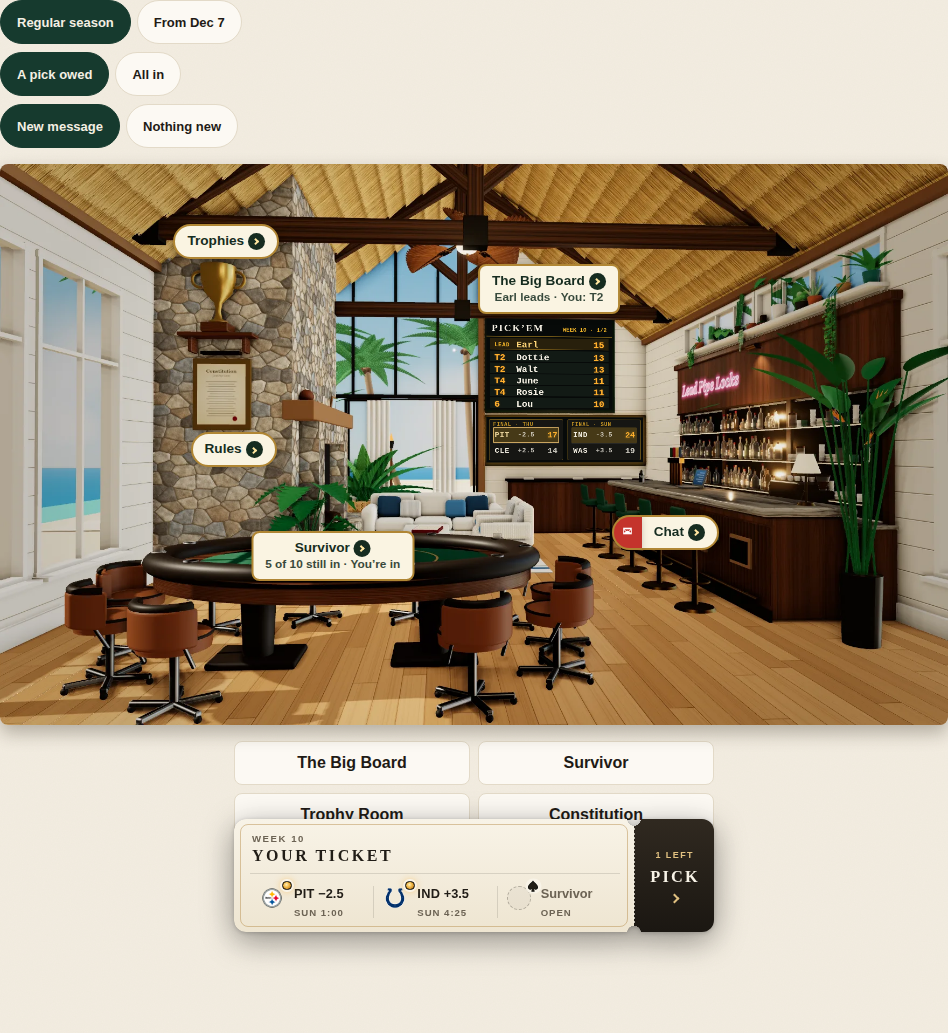 Regular season
From Dec 7
A pick owed
All in
New message
Nothing new
Trophies
The Big Board
Earl leads · You: T2
PICK'EM WEEK 10 · 1/2
LEAD Earl 15
T2 Dottie 13
T2 Walt 13
T4 June 11
T4 Rosie 11
6 Lou 10
FINAL · THU
PIT -2.5 17
CLE +2.5 14
FINAL · SUN
IND -3.5 24
WAS +3.5 19
Lead Pipe Locks
Constitution
Rules
Chat
Survivor
5 of 10 still in · You're in
The Big Board
Survivor
Trophy Room
Constitution
WEEK 10
YOUR TICKET
PIT −2.5
SUN 1:00
IND +3.5
SUN 4:25
Survivor
OPEN
1 LEFT
PICK